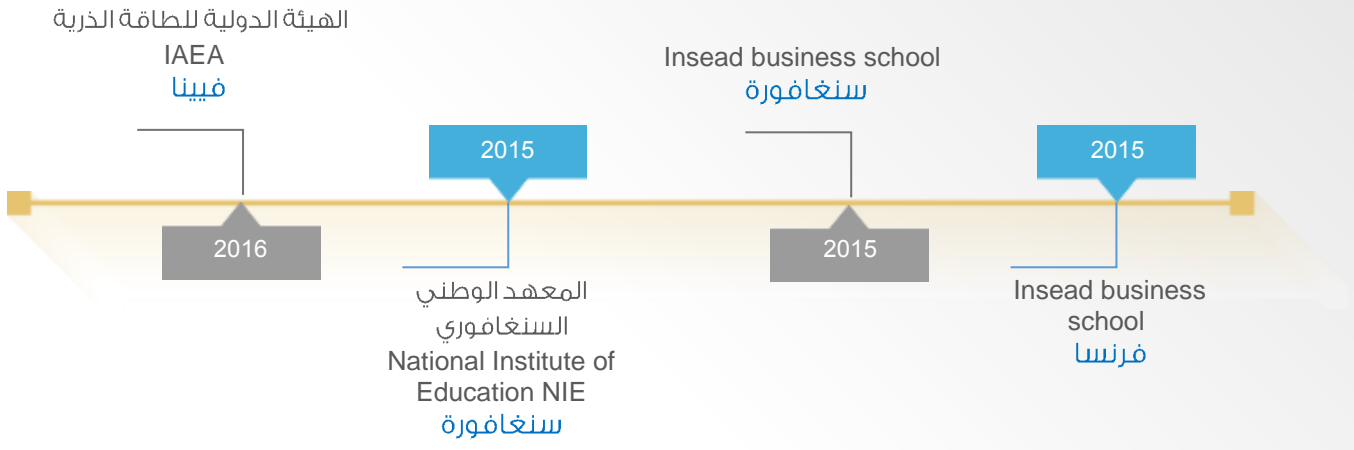 الهيئة الدولية للطاقة الذرية
IAEA
فيينا
2016
2015
المعهد الوطني
السنغافوري
National Institute of
Education NIE
سنغافورة
Insead business school
سنغافورة
2015
2015
Insead business
school
فرنسا